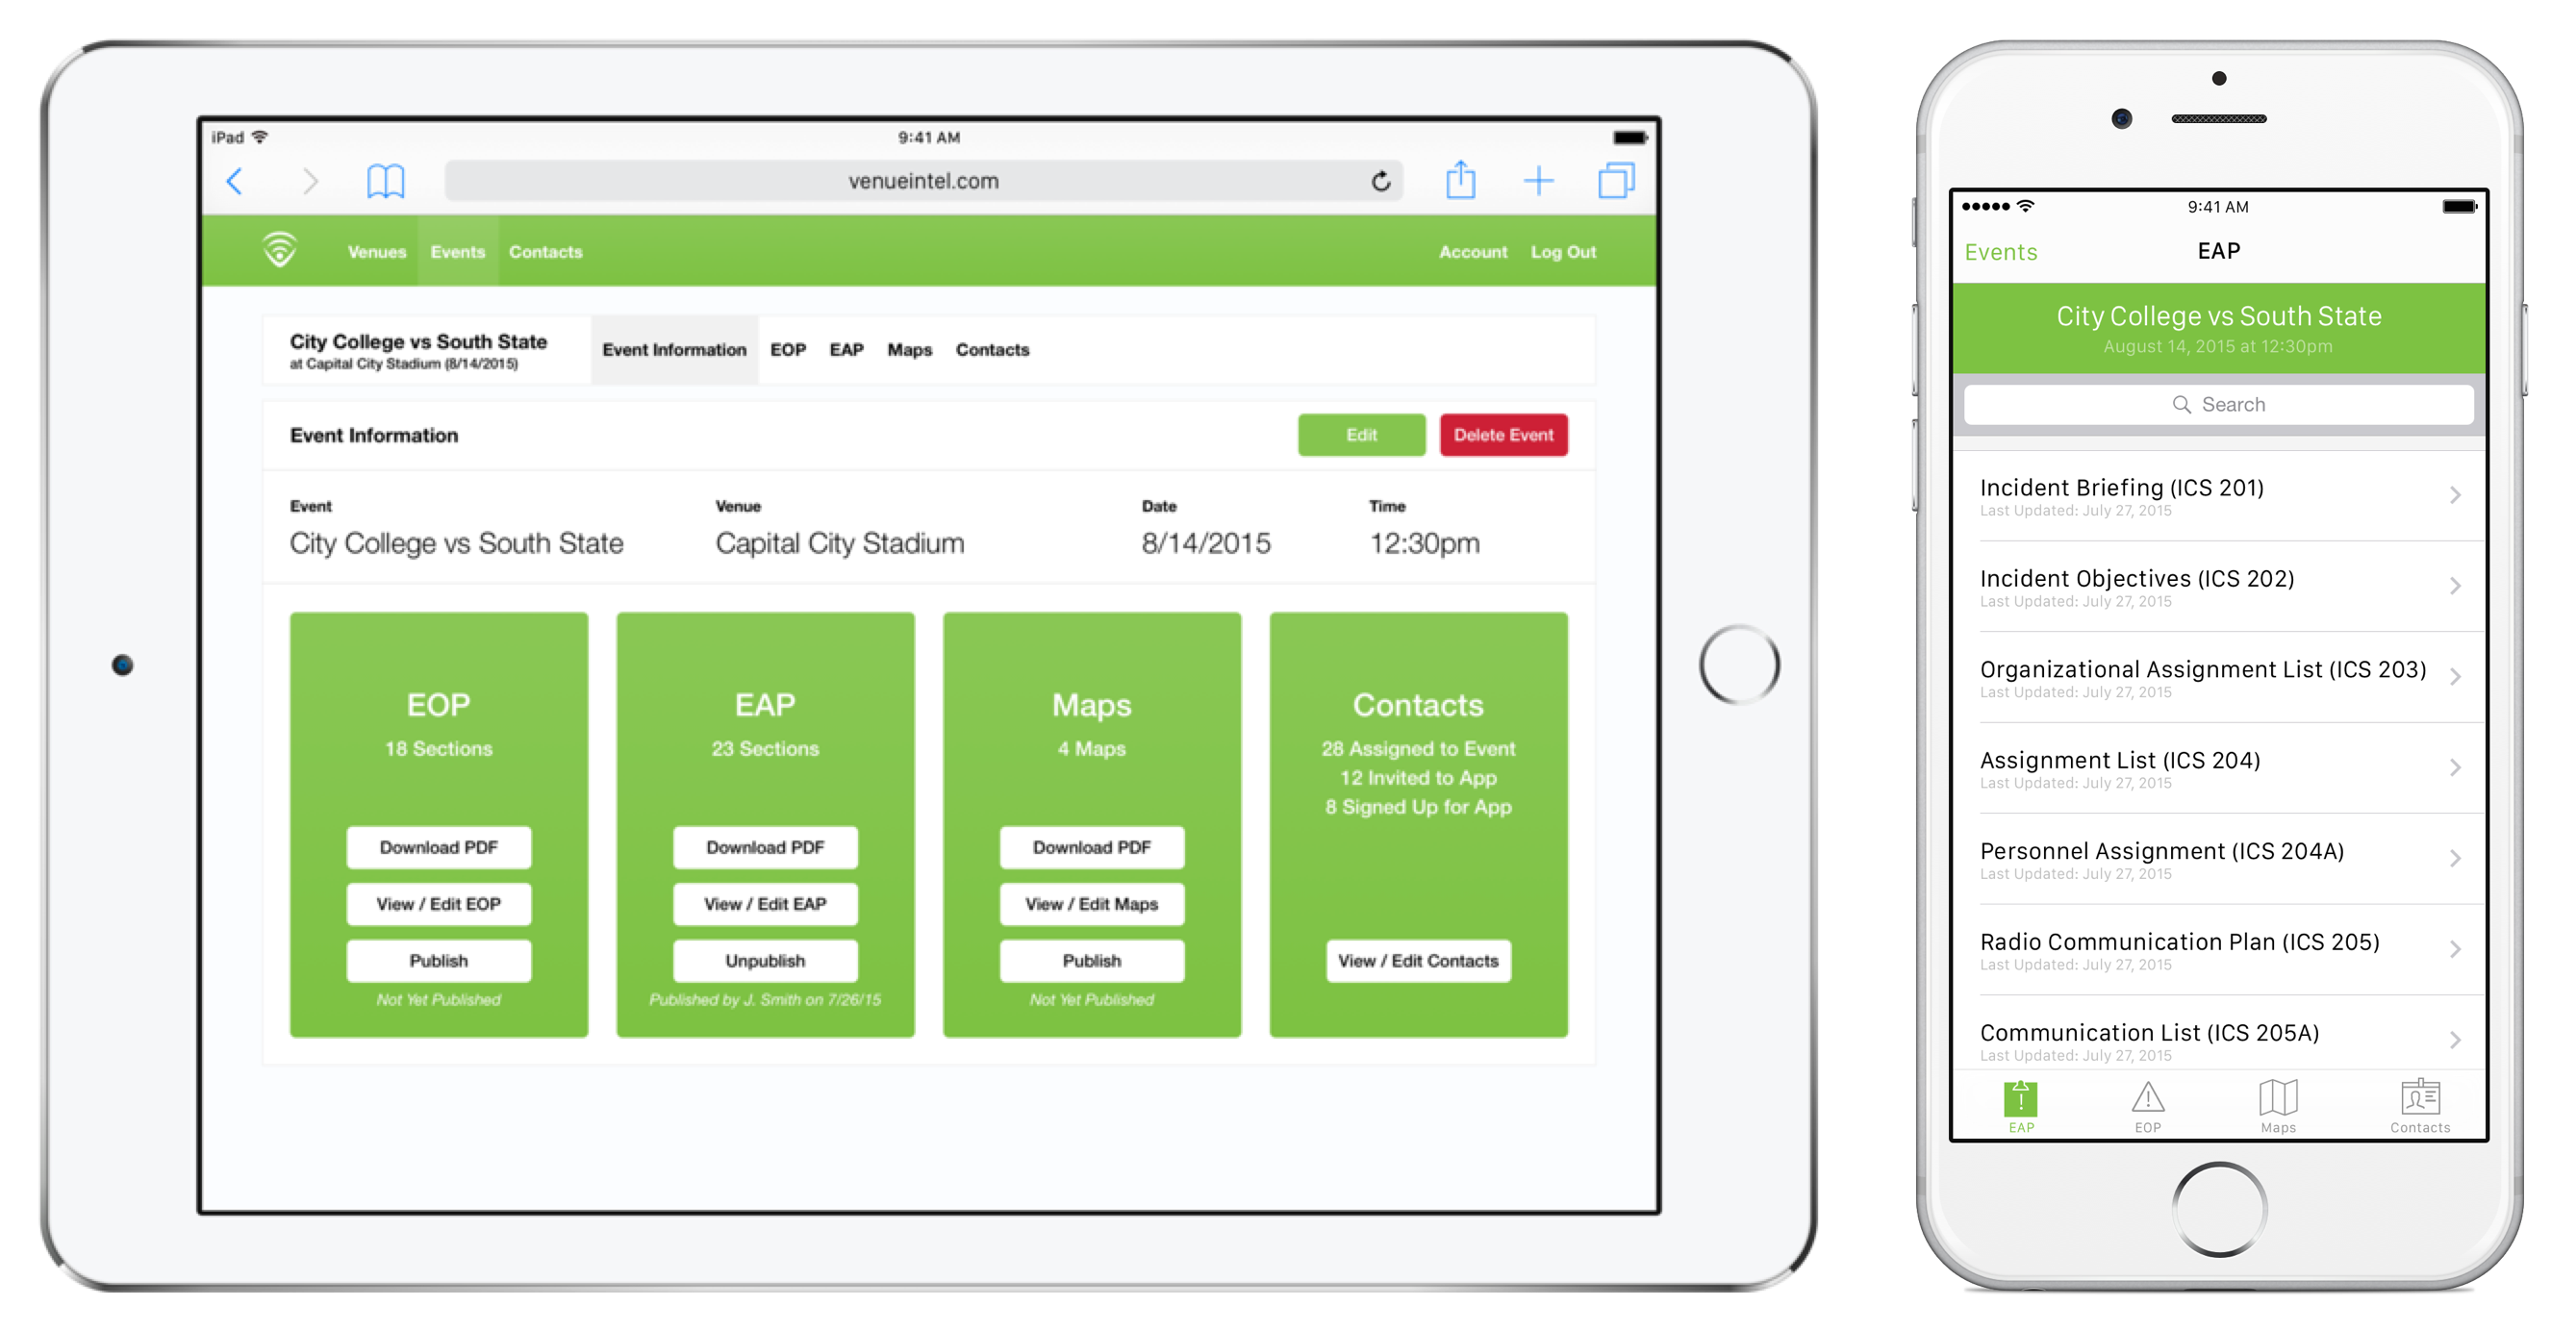 iPad
9:41 AM
venueintel.com
Venues Events Contacts Account Log Out
City College vs South State
at Capital City Stadium (8/14/2015)
Event Information EOP EAP Maps Contacts
Event Information Edit Delete Event
Event Venue Date Time
City College vs South State Capital City Stadium 8/14/2015 12:30pm
EOP
18 Sections
Download PDF
View / Edit EOP
Publish
Not Yet Published
EAP
23 Sections
Download PDF
View / Edit EAP
Unpublish
Published by J. Smith on 7/26/15
Maps
4 Maps
Download PDF
View / Edit Maps
Publish
Not Yet Published
Contacts
28 Assigned to Event
12 Invited to App
8 Signed Up for App
View / Edit Contacts
9:41 AM
Events EAP
City College vs South State
August 14, 2015 at 12:30pm
Search
Incident Briefing (ICS 201)
Last Updated: July 27, 2015
Incident Objectives (ICS 202)
Last Updated: July 27, 2015
Organizational Assignment List (ICS 203)
Last Updated: July 27, 2015
Assignment List (ICS 204)
Last Updated: July 27, 2015
Personnel Assignment (ICS 204A)
Last Updated: July 27, 2015
Radio Communication Plan (ICS 205)
Last Updated: July 27, 2015
Communication List (ICS 205A)
Last Updated: July 27, 2015
EAP EOP Maps Contacts